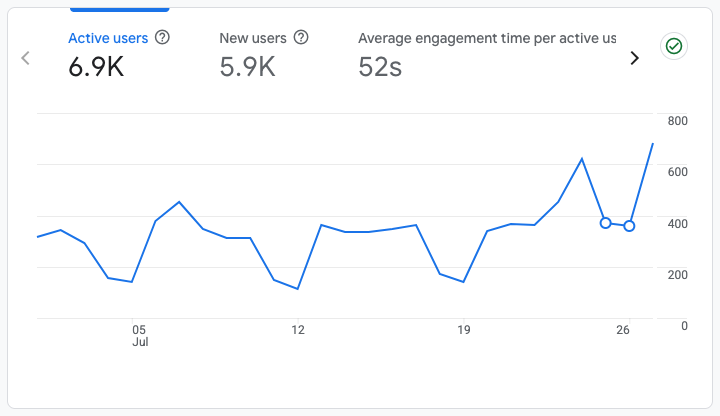 Active users
6.9K
New users
5.9K
Average engagement time per active us
52s
800
600
400
200
0
05
Jul
12
19
26